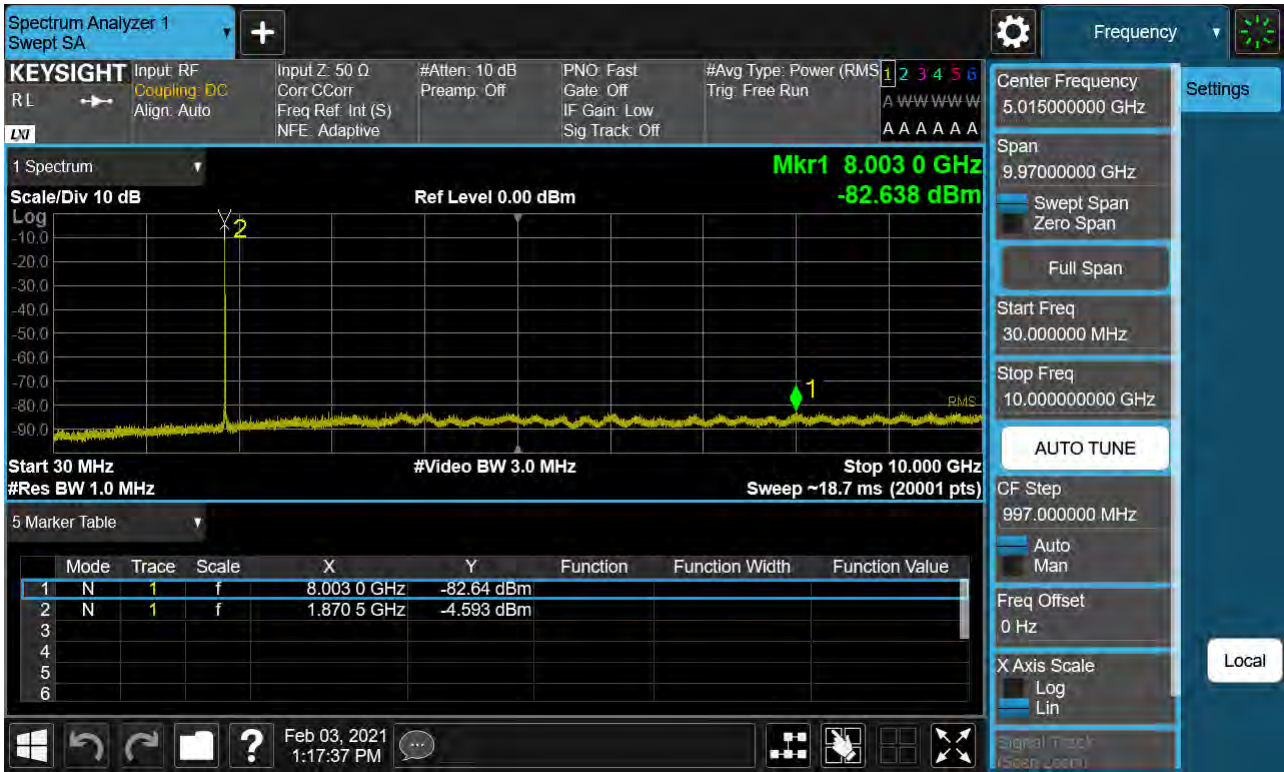 Spectrum Analyzer 1
Swept SA
Frequency
KEYSIGHT
Input: RF
Coupling: DC
Align: Auto
Input Z: 50 Ω
Corr CCorr
Freq Ref: Int (S)
NFE: Adaptive
#Atten: 10 dB
Preamp: Off
PNO: Fast
Gate: Off
IF Gain: Low
Sig Track: Off
#Avg Type: Power (RMS
Trig: Free Run
1 2 3 4 5 6
A W W W W W
A A A A A A
R L
LXI
1 Spectrum
Mkr1 8.003 0 GHz
-82.638 dBm
Scale/Div 10 dB
Ref Level 0.00 dBm
Log
-10.0
-20.0
-30.0
-40.0
-50.0
-60.0
-70.0
-80.0
-90.0
2
1
RMS
Start 30 MHz
#Video BW 3.0 MHz
Stop 10.000 GHz
#Res BW 1.0 MHz
Sweep ~18.7 ms (20001 pts)
5 Marker Table
Mode Trace Scale X Y Function Function Width Function Value
1 N 1 f 8.003 0 GHz -82.64 dBm
2 N 1 f 1.870 5 GHz -4.593 dBm
3
4
5
6
Feb 03, 2021
1:17:37 PM
Center Frequency
5.015000000 GHz
Span
9.97000000 GHz
Swept Span
Zero Span
Full Span
Start Freq
30.000000 MHz
Stop Freq
10.000000000 GHz
AUTO TUNE
CF Step
997.000000 MHz
Auto
Man
Freq Offset
0 Hz
X Axis Scale
Log
Lin
Signal Track
(Span Zoom)
Settings
Local